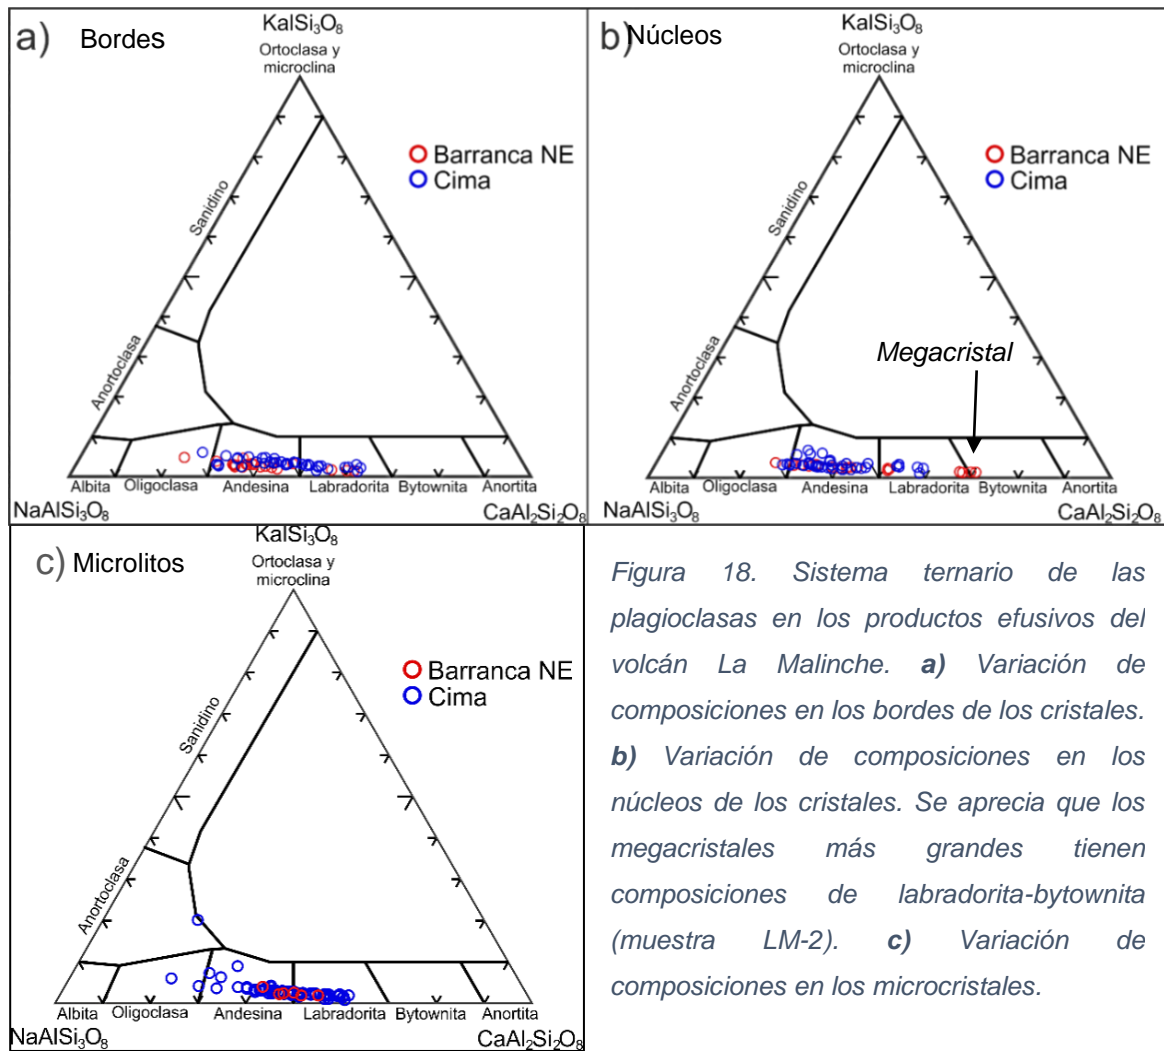 a) Bordes
KalSi₃O₈
Ortoclasa y
microclina
Barranca NE
Cima
Sanidino
Anortoclasa
Albita Oligoclasa Andesina Labradorita Bytownita Anortita
NaAlSi₃O₈ CaAl₂Si₂O₈
b) Núcleos
KalSi₃O₈
Ortoclasa y
microclina
Barranca NE
Cima
Sanidino
Megacristal
Anortoclasa
Albita Oligoclasa Andesina Labradorita Bytownita Anortita
NaAlSi₃O₈ CaAl₂Si₂O₈
c) Microlitos
KalSi₃O₈
Ortoclasa y
microclina
Barranca NE
Cima
Sanidino
Anortoclasa
Albita Oligoclasa Andesina Labradorita Bytownita Anortita
NaAlSi₃O₈ CaAl₂Si₂O₈
Figura 18. Sistema ternario de las
plagioclasas en los productos efusivos del
volcán La Malinche. a) Variación de
composiciones en los bordes de los cristales.
b) Variación de composiciones en los
núcleos de los cristales. Se aprecia que los
megacristales más grandes tienen
composiciones de labradorita-bytownita
(muestra LM-2). c) Variación de
composiciones en los microcristales.